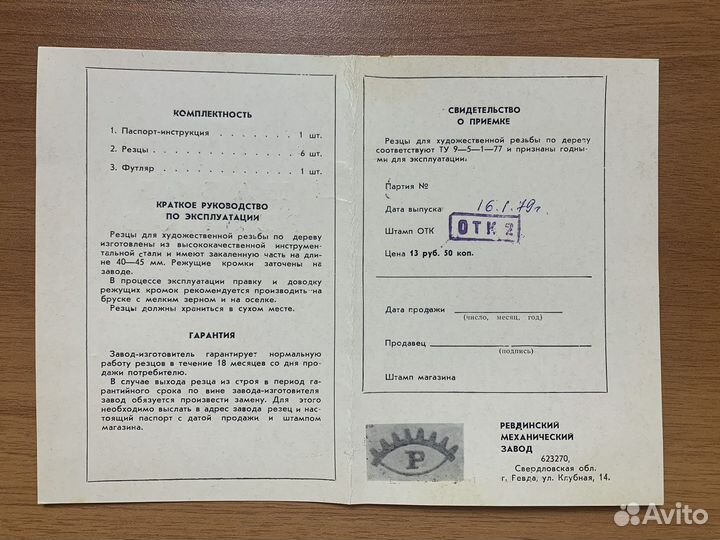 КОМПЛЕКТНОСТЬ
1. Паспорт-инструкция . . . . . . . 1 шт.
2. Резцы . . . . . . . . . . . 6 шт.
3. Футляр . . . . . . . . . . . 1 шт.
КРАТКОЕ РУКОВОДСТВО
ПО ЭКСПЛУАТАЦИИ
Резцы для художественной резьбы по дереву
изготовлены из высококачественной инструмен-
тальной стали и имеют закаленную часть на дли-
не 40—45 мм. Режущие кромки заточены на
заводе.
В процессе эксплуатации правку и доводку
режущих кромок рекомендуется производить на
бруске с мелким зерном и на оселке.
Резцы должны храниться в сухом месте.
ГАРАНТИЯ
Завод-изготовитель гарантирует нормальную
работу резцов в течение 18 месяцев со дня про-
дажи потребителю.
В случае выхода резца из строя в период га-
рантийного срока по вине завода-изготовителя
завод обязуется произвести замену. Для этого
необходимо выслать в адрес завода резец и нас-
тоящий паспорт с датой продажи и штампом
магазина.
СВИДЕТЕЛЬСТВО
О ПРИЕМКЕ
Резцы для художественной резьбы по дереву
соответствуют ТУ 9—5—1—77 и признаны годны-
ми для эксплуатации.
Партия №
Дата выпуска 16.I.79г.
Штамп ОТК ОТК 2
Цена 13 руб. 50 коп.
Дата продажи
(число, месяц, год)
Продавец
(подпись)
Штамп магазина
Р
РЕВДИНСКИЙ
МЕХАНИЧЕСКИЙ
ЗАВОД
623270,
Свердловская обл.
г. Ревда, ул. Клубная, 14.
Avito